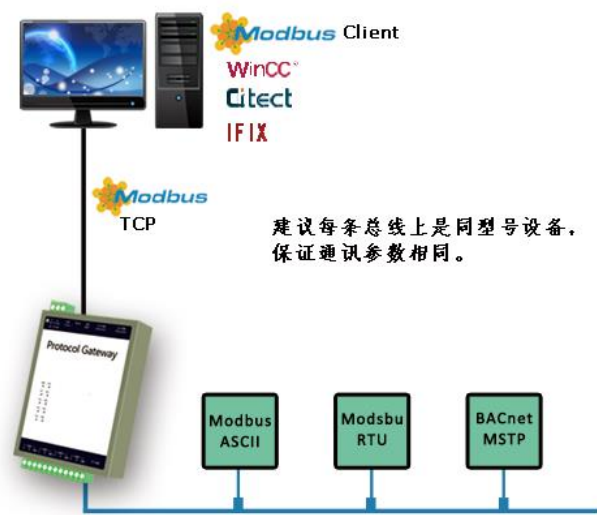 Modbus Client
WinCC®
Citect
IFIX
Modbus
TCP
建议每条总线上是同型号设备，
保证通讯参数相同。
Protocol Gateway
Modbus
ASCII
Modsbu
RTU
BACnet
MSTP